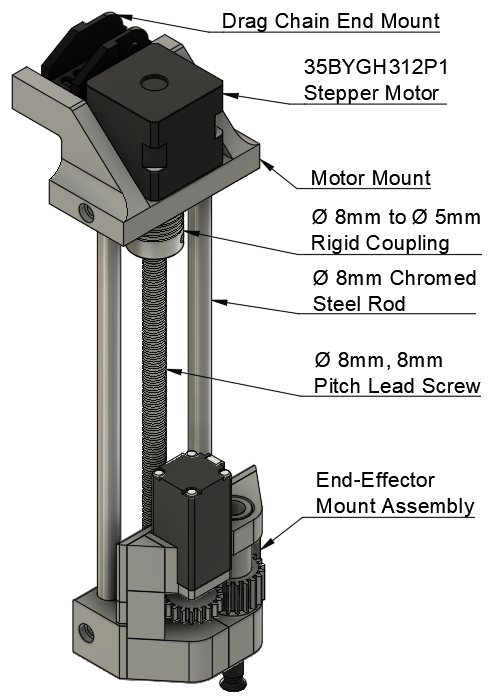 Drag Chain End Mount
35BYGH312P1
Stepper Motor
Motor Mount
Ø 8mm to Ø 5mm
Rigid Coupling
Ø 8mm Chromed
Steel Rod
Ø 8mm, 8mm
Pitch Lead Screw
End-Effector
Mount Assembly